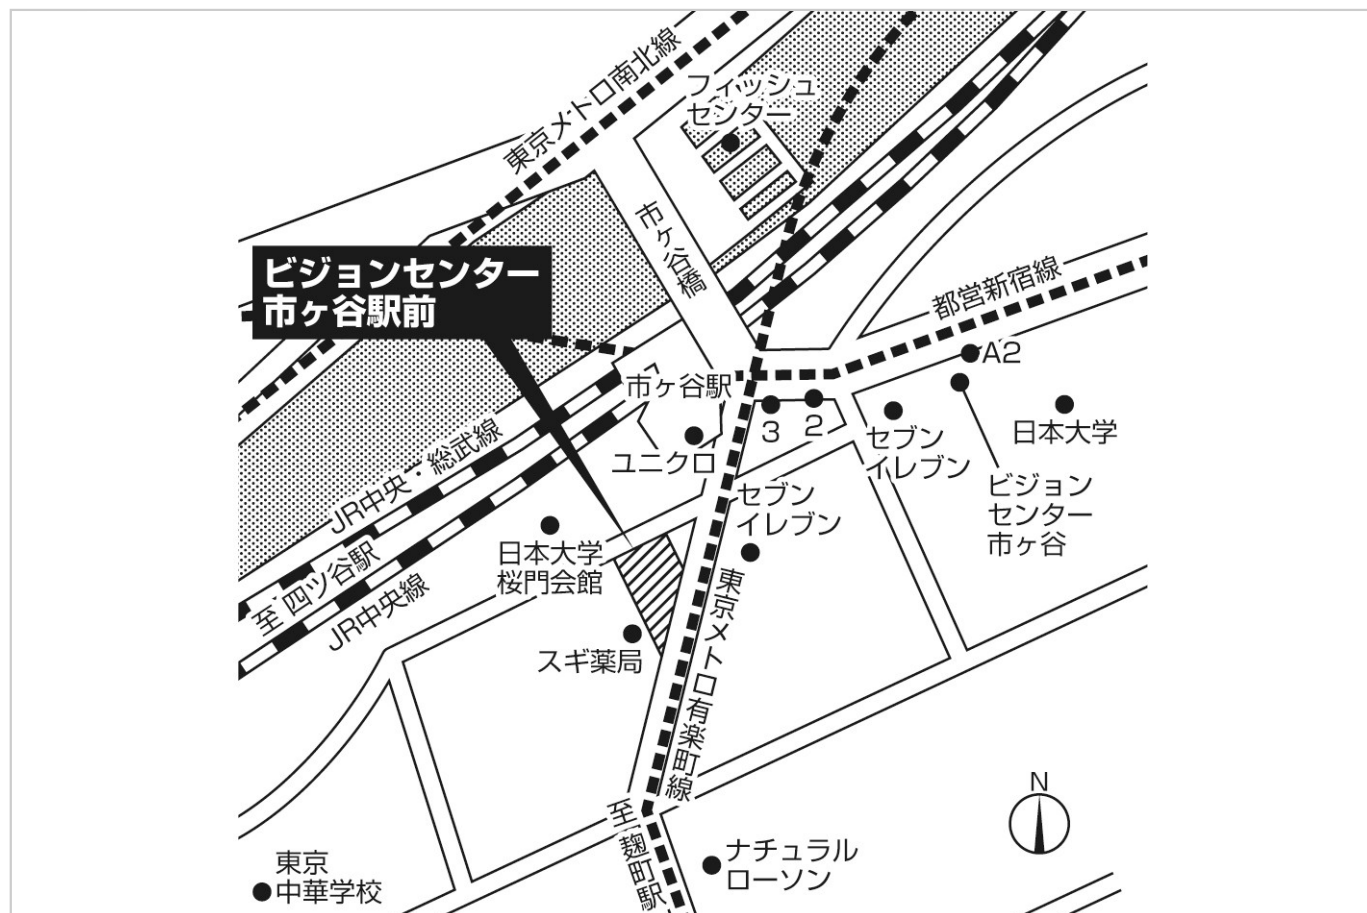 東京メトロ南北線
フィッシュ
センター
市ヶ谷橋
ビジョンセンター
市ヶ谷駅前
都営新宿線
A2
市ヶ谷駅
3
2
日本大学
セブン
イレブン
ユニクロ
JR中央・総武線
セブン
イレブン
ビジョン
センター
市ヶ谷
日本大学
桜門会館
至 四ツ谷駅
JR中央線
東京メトロ有楽町線
スギ薬局
N
至 麹町駅
ナチュラル
ローソン
東京
中華学校